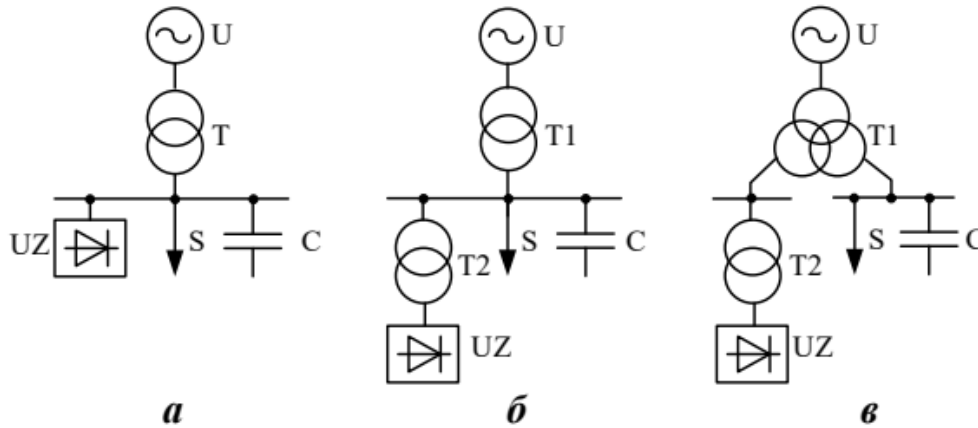 U U U
T T1 T1
UZ S C T2 S C T2 S C
UZ UZ
а б в